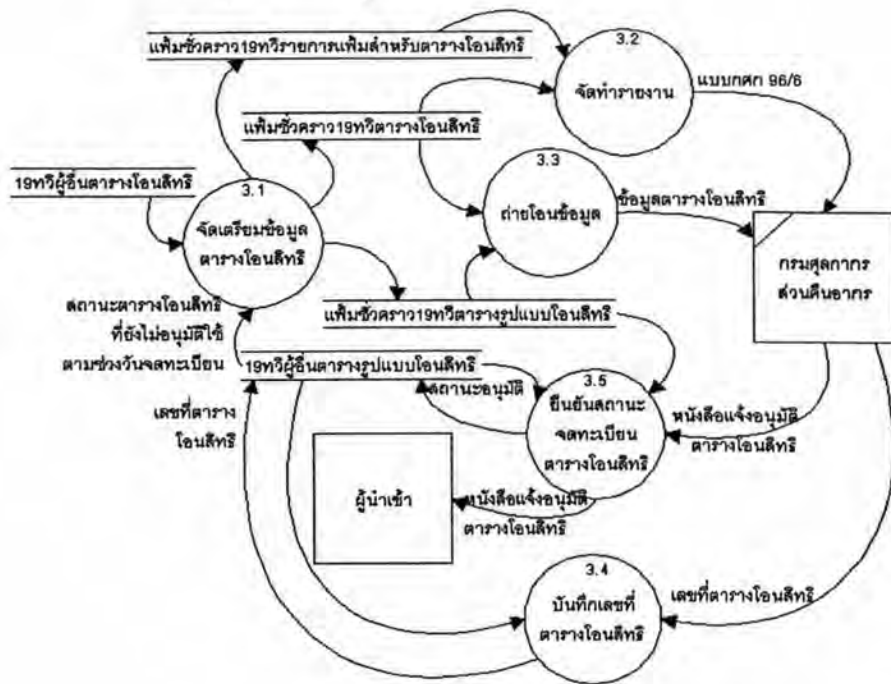 แฟ้มชั่วคราว19ทวิรายการแฟ้มสำหรับตารางโอนสิทธิ
3.2
จัดทำรายงาน
แบบกศก 96/6
แฟ้มชั่วคราว19ทวิตารางโอนสิทธิ
19ทวิผู้อื่นตารางโอนสิทธิ
3.1
จัดเตรียมข้อมูล
ตารางโอนสิทธิ
3.3
ถ่ายโอนข้อมูล
ข้อมูลตารางโอนสิทธิ
กรมศุลกากร
ส่วนคืนอากร
สถานะตารางโอนสิทธิ
ที่ยังไม่อนุมัติใช้
ตามช่วงวันจดทะเบียน
แฟ้มชั่วคราว19ทวิตารางรูปแบบโอนสิทธิ
19ทวิผู้อื่นตารางรูปแบบโอนสิทธิ
สถานะอนุมัติ
3.5
ยืนยันสถานะ
จดทะเบียน
ตารางโอนสิทธิ
หนังสือแจ้งอนุมัติ
ตารางโอนสิทธิ
เลขที่ตาราง
โอนสิทธิ
ผู้นำเข้า
หนังสือแจ้งอนุมัติ
ตารางโอนสิทธิ
3.4
บันทึกเลขที่
ตารางโอนสิทธิ
เลขที่ตารางโอนสิทธิ